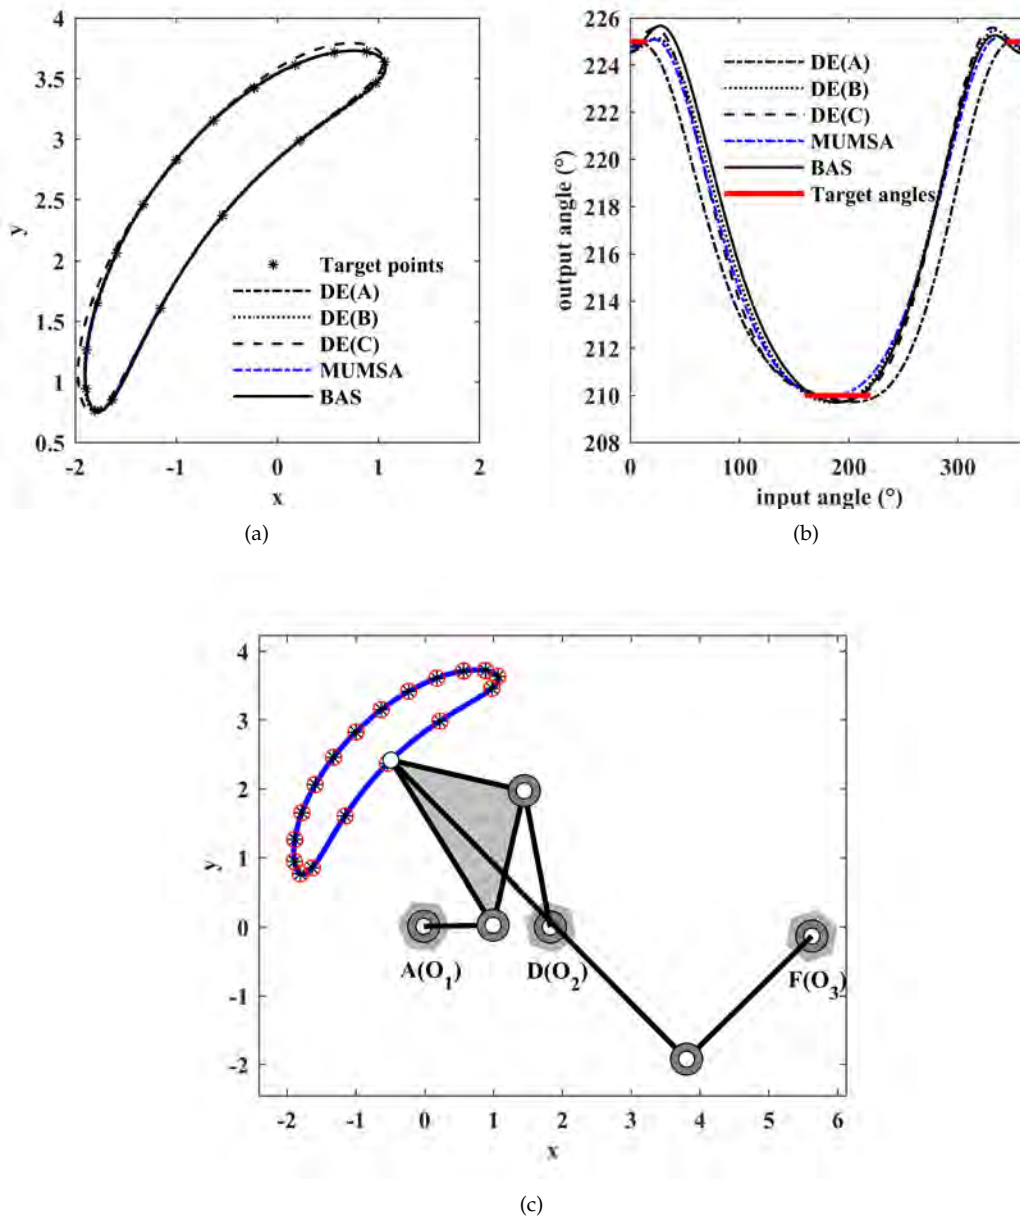 4
3.5
3
2.5
2
1.5
1
0.5
-2
-1
0
1
2
y
x
Target points
DE(A)
DE(B)
DE(C)
MUMSA
BAS
(a)
226
224
222
220
218
216
214
212
210
208
0
100
200
300
output angle (°)
input angle (°)
DE(A)
DE(B)
DE(C)
MUMSA
BAS
Target angles
(b)
4
3
2
1
0
-1
-2
-2
-1
0
1
2
3
4
5
6
y
x
A(O1)
D(O2)
F(O3)
(c)